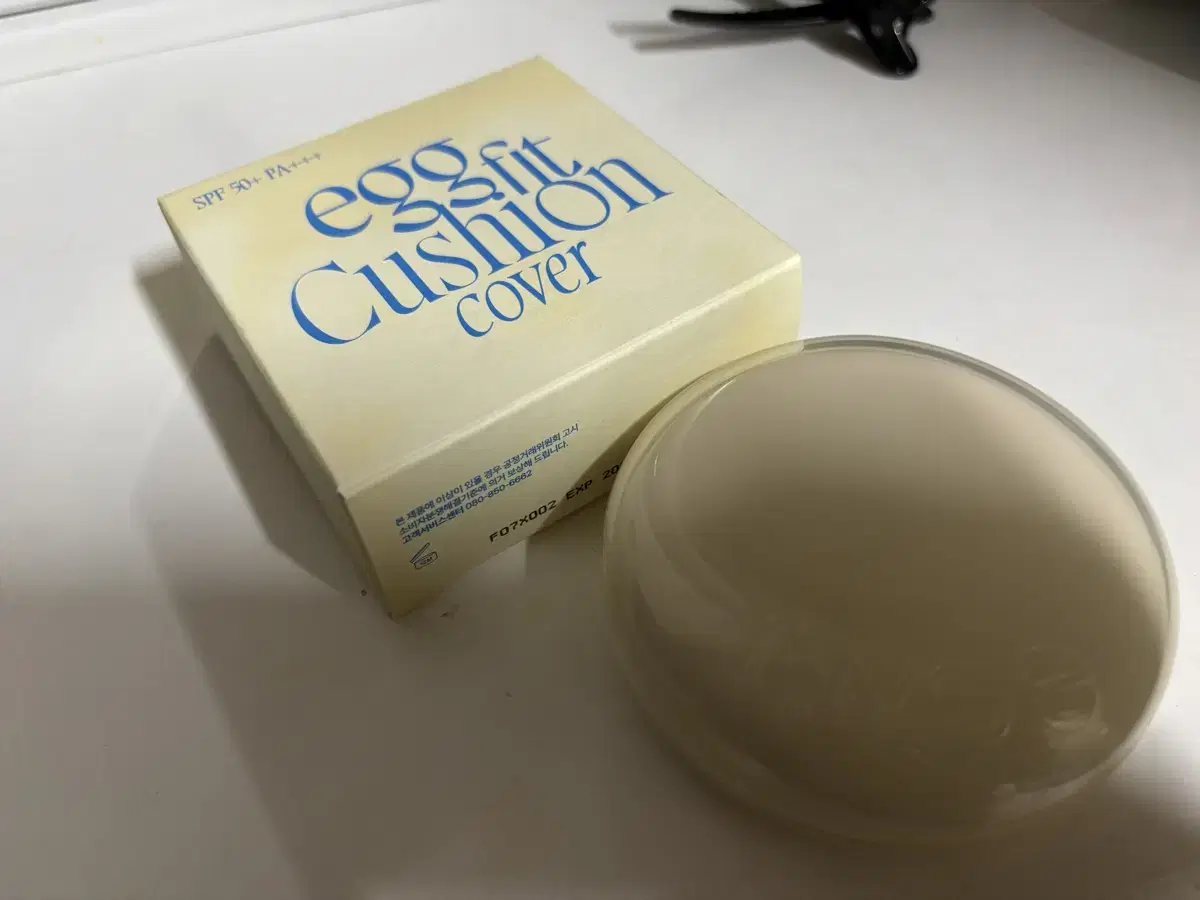 SPF 50+ PA+++
egg fit
Cushion
cover
본 제품에 이상이 있을 경우 공정거래위원회 고시
소비자분쟁해결기준에 의거 보상해 드립니다.
고객서비스센터 080-850-6662
12M
F07X002 EXP 20